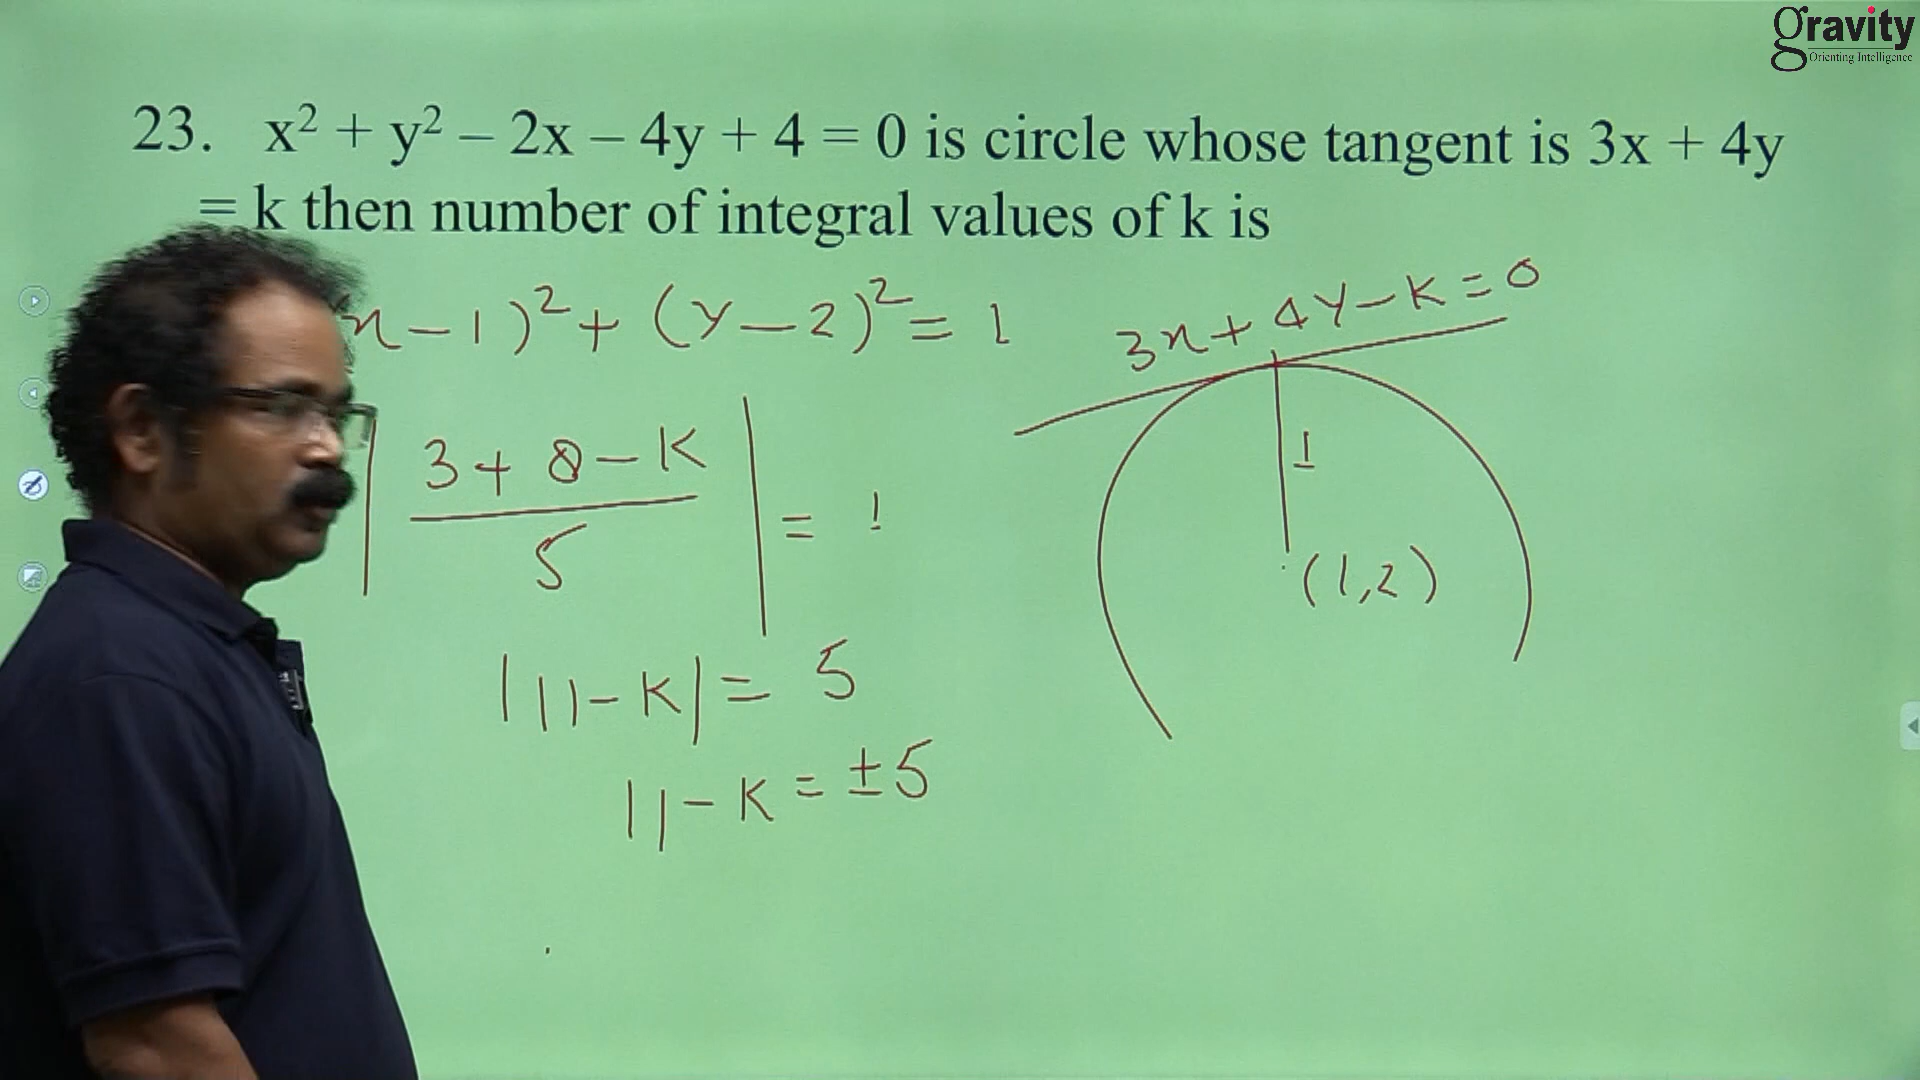 gravity
Orienting Intelligence
23. x² + y² – 2x – 4y + 4 = 0 is circle whose tangent is 3x + 4y
= k then number of integral values of k is
x – 1)² + (y – 2)² = 1
3x + 4y – k = 0
| 3 + 8 – k / 5 | = 1
1
(1,2)
|11 – k| = 5
11 – k = ±5